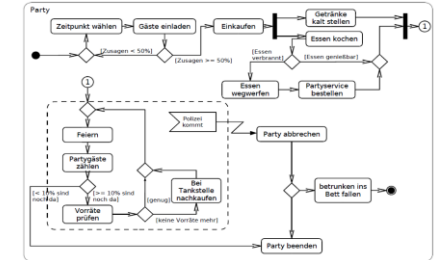 Party
Zeitpunkt wählen
Gäste einladen
Einkaufen
Getränke
kalt stellen
Essen kochen
1
[Zusagen < 50%]
[Zusagen >= 50%]
[Essen
verbrannt]
[Essen genießbar]
Essen
wegwerfen
Partyservice
bestellen
1
Feiern
Partygäste
zählen
[< 10% sind
noch da]
[>= 10% sind
noch da]
Vorräte
prüfen
[genug]
[keine Vorräte mehr]
Bei
Tankstelle
nachkaufen
Polizei
kommt
Party abbrechen
betrunken ins
Bett fallen
Party beenden